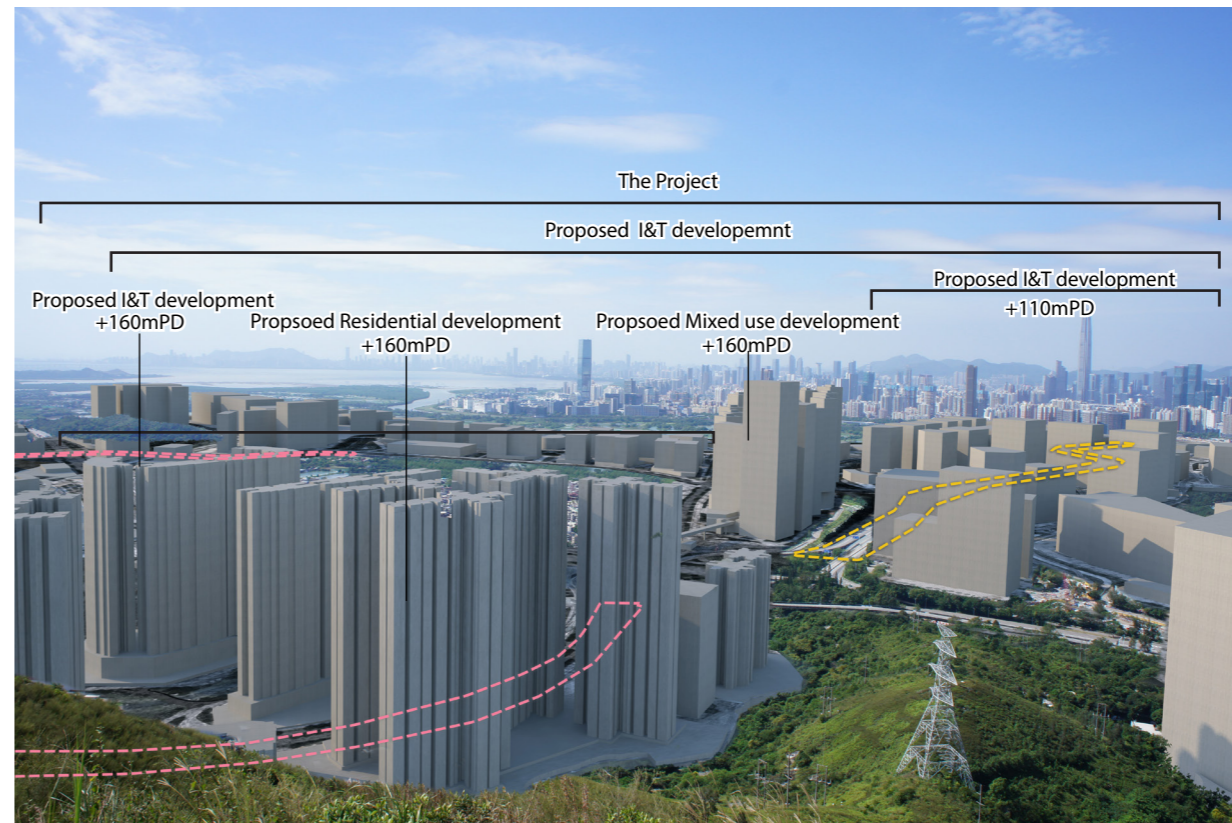 The Project
Proposed I&T developemnt
Proposed I&T development
+110mPD
Proposed I&T development
+160mPD
Propsoed Residential development
+160mPD
Propsoed Mixed use development
+160mPD